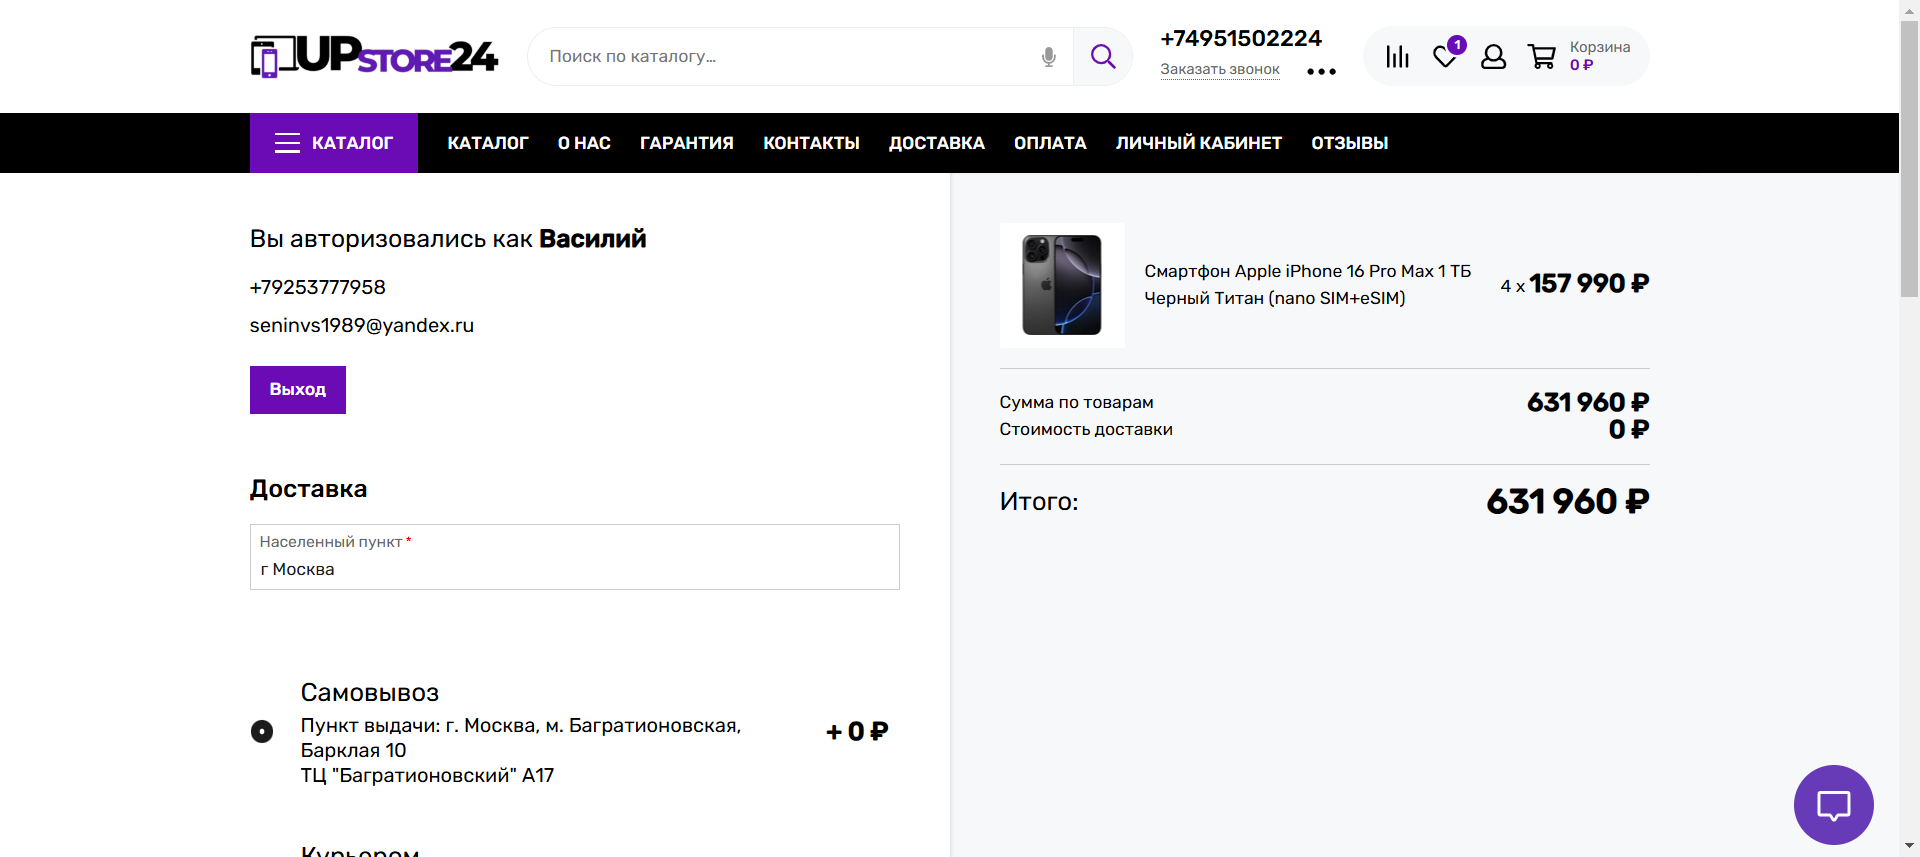 UPSTORE24
Поиск по каталогу...
+74951502224
Заказать звонок
1
Корзина
0 ₽
КАТАЛОГ
КАТАЛОГ
О НАС
ГАРАНТИЯ
КОНТАКТЫ
ДОСТАВКА
ОПЛАТА
ЛИЧНЫЙ КАБИНЕТ
ОТЗЫВЫ
Вы авторизовались как Василий
+79253777958
seninvs1989@yandex.ru
Выход
Доставка
Населенный пункт *
г Москва
Самовывоз
Пункт выдачи: г. Москва, м. Багратионовская,
Барклая 10
ТЦ "Багратионовский" А17
+ 0 ₽
Курьером
Смартфон Apple iPhone 16 Pro Max 1 ТБ
Черный Титан (nano SIM+eSIM)
4 x 157 990 ₽
Сумма по товарам 631 960 ₽
Стоимость доставки 0 ₽
Итого: 631 960 ₽